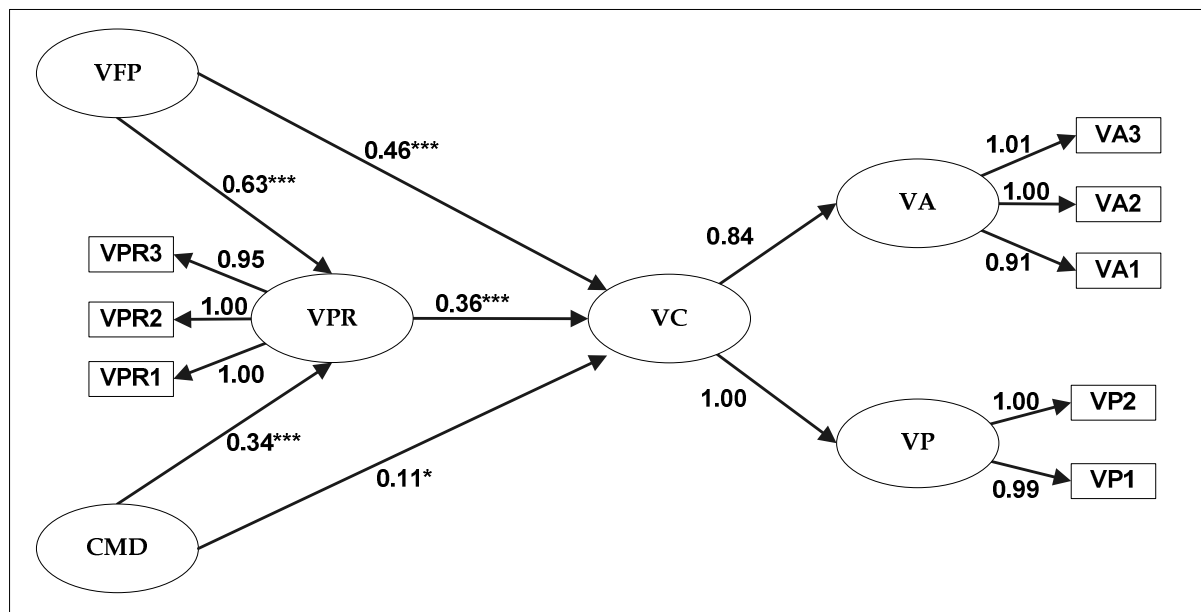 VFP
0.46***
0.63***
VPR3
0.95
VPR2
1.00
VPR1
1.00
VPR
0.36***
VC
0.34***
0.11*
CMD
0.84
1.00
VA
1.01
VA3
1.00
VA2
0.91
VA1
VP
1.00
VP2
0.99
VP1